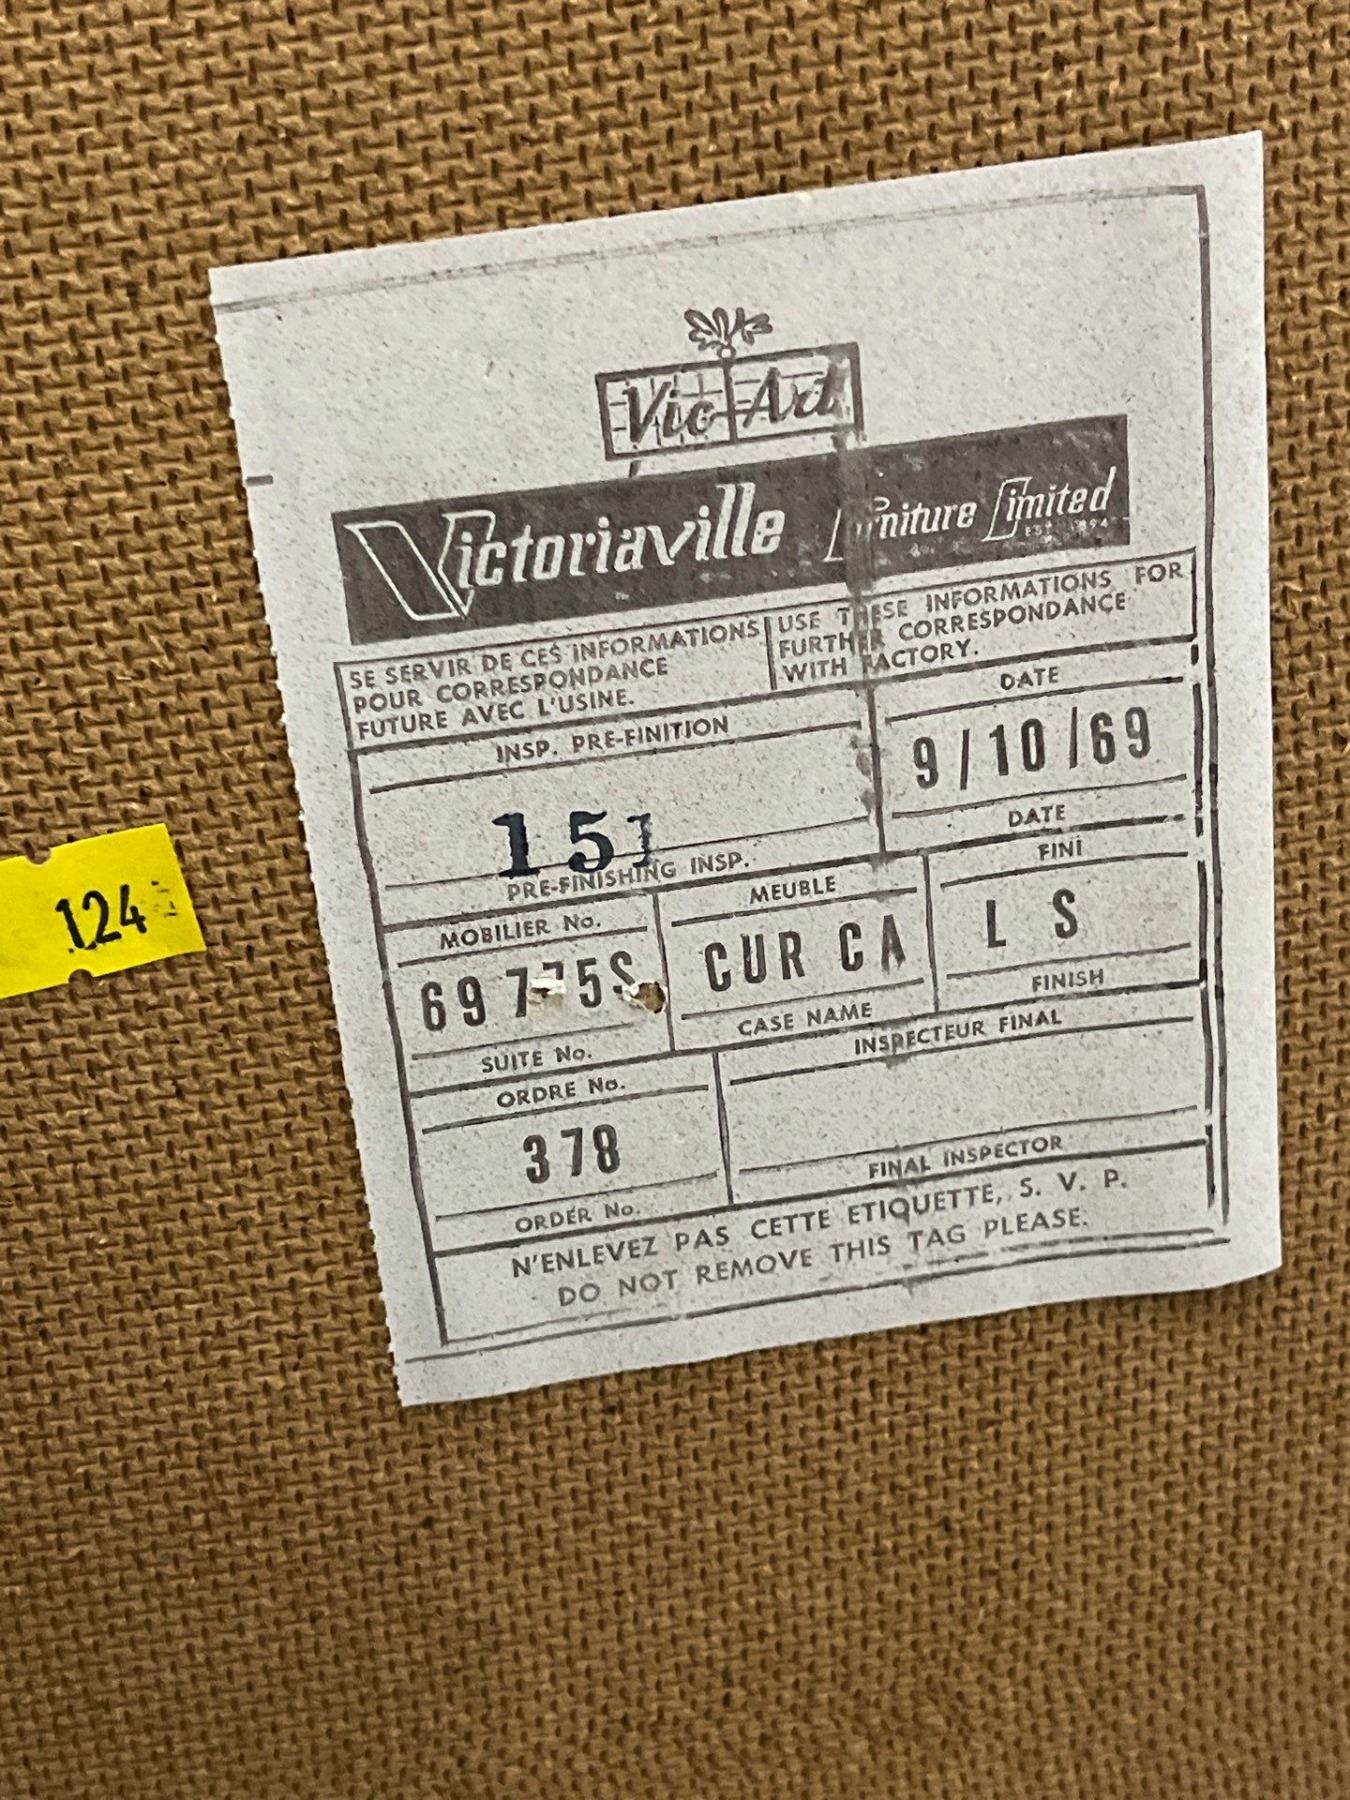 Vic Art
Victoriaville Furniture Limited
EST. 1894
SE SERVIR DE CES INFORMATIONS
POUR CORRESPONDANCE
FUTURE AVEC L'USINE.
USE THESE INFORMATIONS FOR
FURTHER CORRESPONDANCE
WITH FACTORY.
INSP. PRE-FINITION
151
PRE-FINISHING INSP.
DATE
9/10/69
DATE
MOBILIER No.
69 775S
SUITE No.
MEUBLE
CUR CA
CASE NAME
FINI
L S
FINISH
ORDRE No.
378
ORDER No.
INSPECTEUR FINAL
FINAL INSPECTOR
N'ENLEVEZ PAS CETTE ETIQUETTE, S. V. P.
DO NOT REMOVE THIS TAG PLEASE.
124